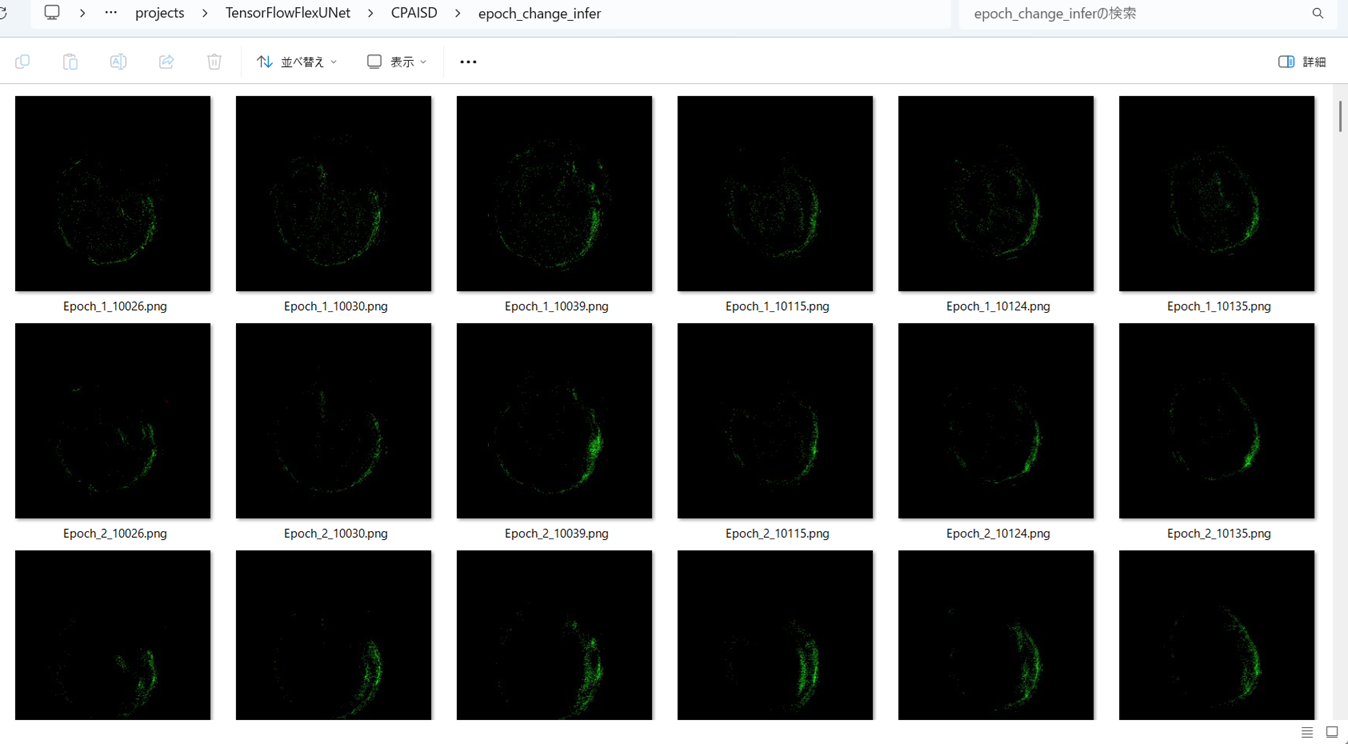 … projects TensorFlowFlexUNet CPAISD epoch_change_infer
epoch_change_inferの検索
並べ替え 表示 … 詳細
Epoch_1_10026.png Epoch_1_10030.png Epoch_1_10039.png Epoch_1_10115.png Epoch_1_10124.png Epoch_1_10135.png
Epoch_2_10026.png Epoch_2_10030.png Epoch_2_10039.png Epoch_2_10115.png Epoch_2_10124.png Epoch_2_10135.png